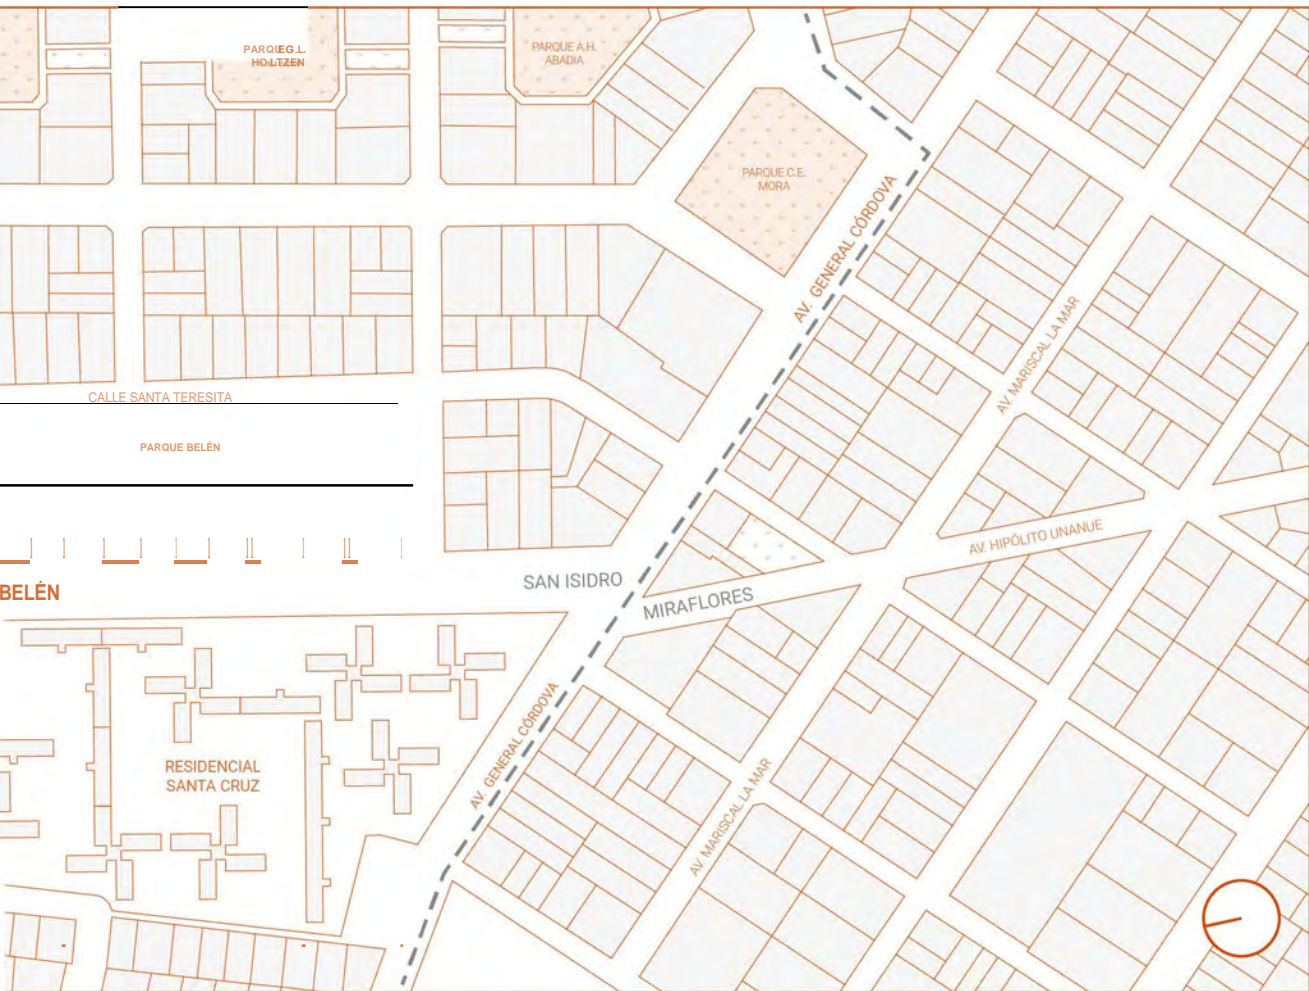 PARQUE G.L.
HOLTZEN
PARQUE A.H.
ABADIA
PARQUE C.E.
MORA
AV. GENERAL CÓRDOVA
AV. MARISCAL LA MAR
CALLE SANTA TERESITA
PARQUE BELÉN
AV. HIPÓLITO UNANUE
BELÉN
SAN ISIDRO
MIRAFLORES
RESIDENCIAL
SANTA CRUZ
AV. GENERAL CÓRDOVA
AV. MARISCAL LA MAR